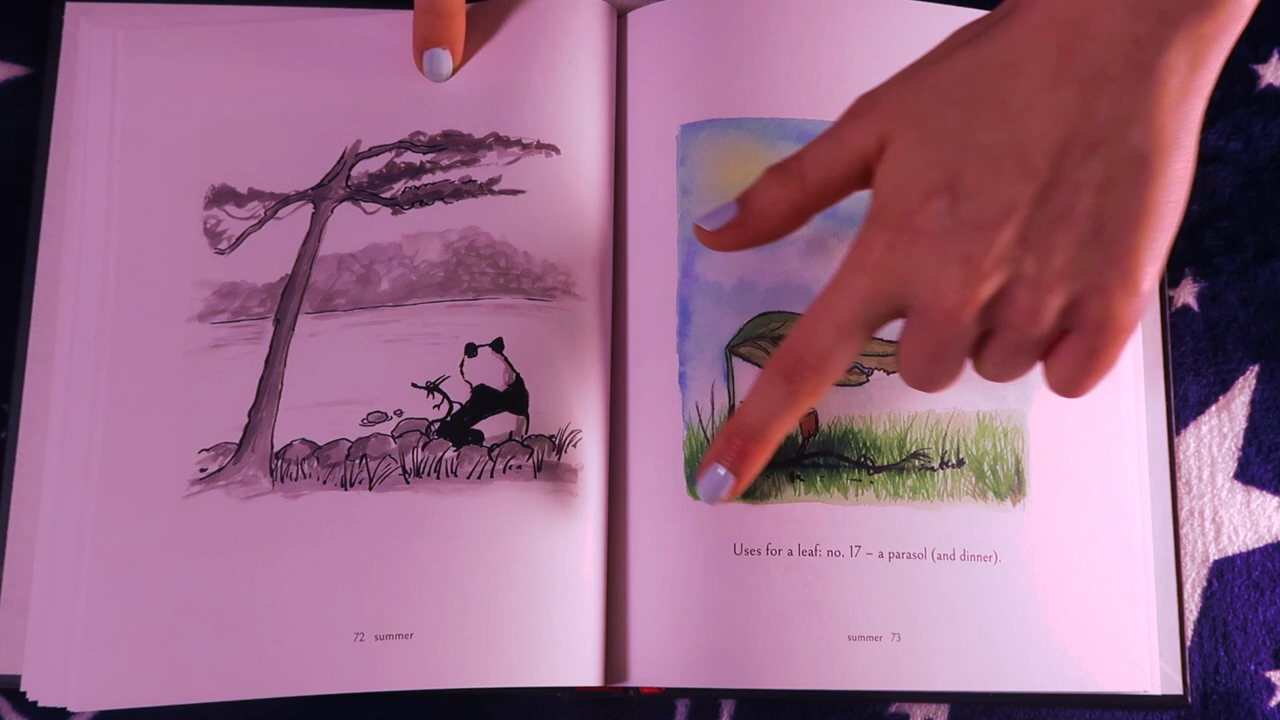 Uses for a leaf: no. 17 – a parasol (and dinner).
72 summer
summer 73